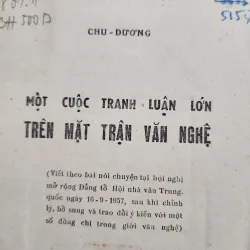 CHU-DƯƠNG
MỘT CUỘC TRANH LUẬN LỚN
TRÊN MẶT TRẬN VĂN NGHỆ
(Viết theo bài nói chuyện tại hội nghị
mở rộng Đảng tổ Hội nhà văn Trung-
quốc ngày 16-9-1957, sau khi chỉnh
lý, bổ sung và trao đổi ý kiến với một
số đồng chí trong giới văn nghệ)